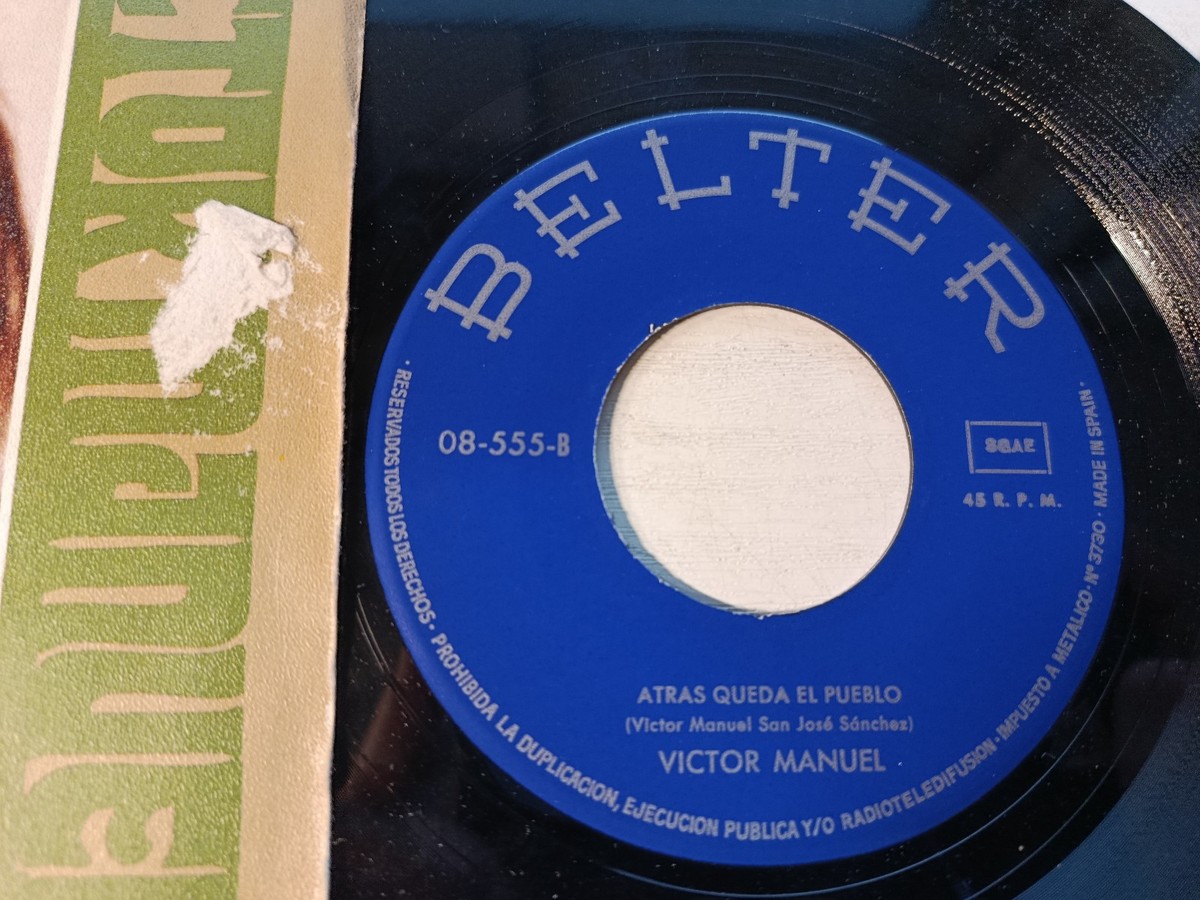 BELTER
08-555-B
SGAE
45 R. P. M.
ATRAS QUEDA EL PUEBLO
(Victor Manuel San José Sánchez)
VICTOR MANUEL
· RESERVADOS TODOS LOS DERECHOS · PROHIBIDA LA DUPLICACION, EJECUCION PUBLICA Y/O RADIOTELEDIFUSION · IMPUESTO A METALICO · Nº 3730 · MADE IN SPAIN ·